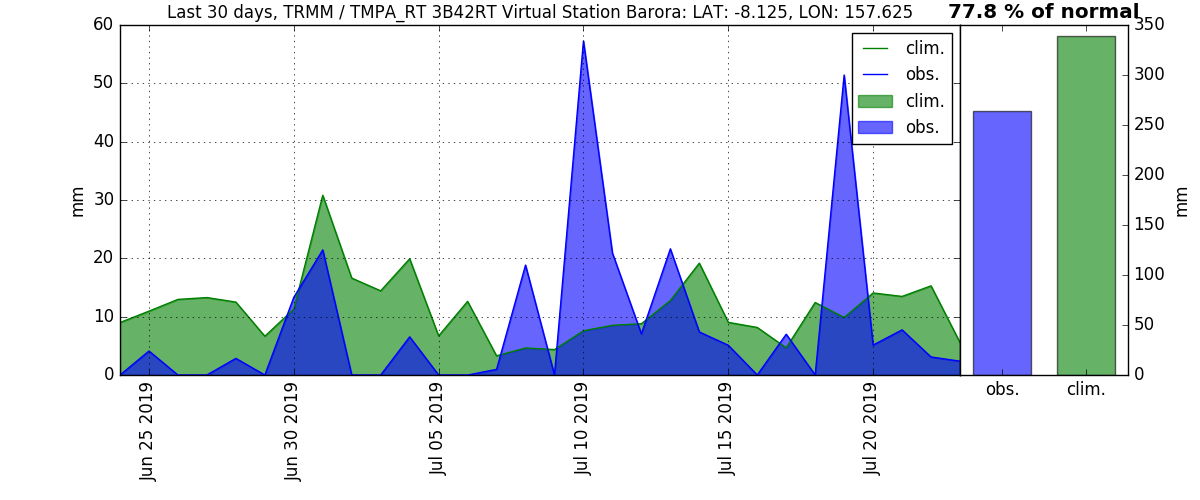 Last 30 days, TRMM / TMPA_RT 3B42RT Virtual Station Barora: LAT: -8.125, LON: 157.625
77.8 % of normal
60
50
40
30
20
10
0
mm
clim.
obs.
clim.
obs.
Jun 25 2019
Jun 30 2019
Jul 05 2019
Jul 10 2019
Jul 15 2019
Jul 20 2019
350
300
250
200
150
100
50
0
mm
obs.
clim.